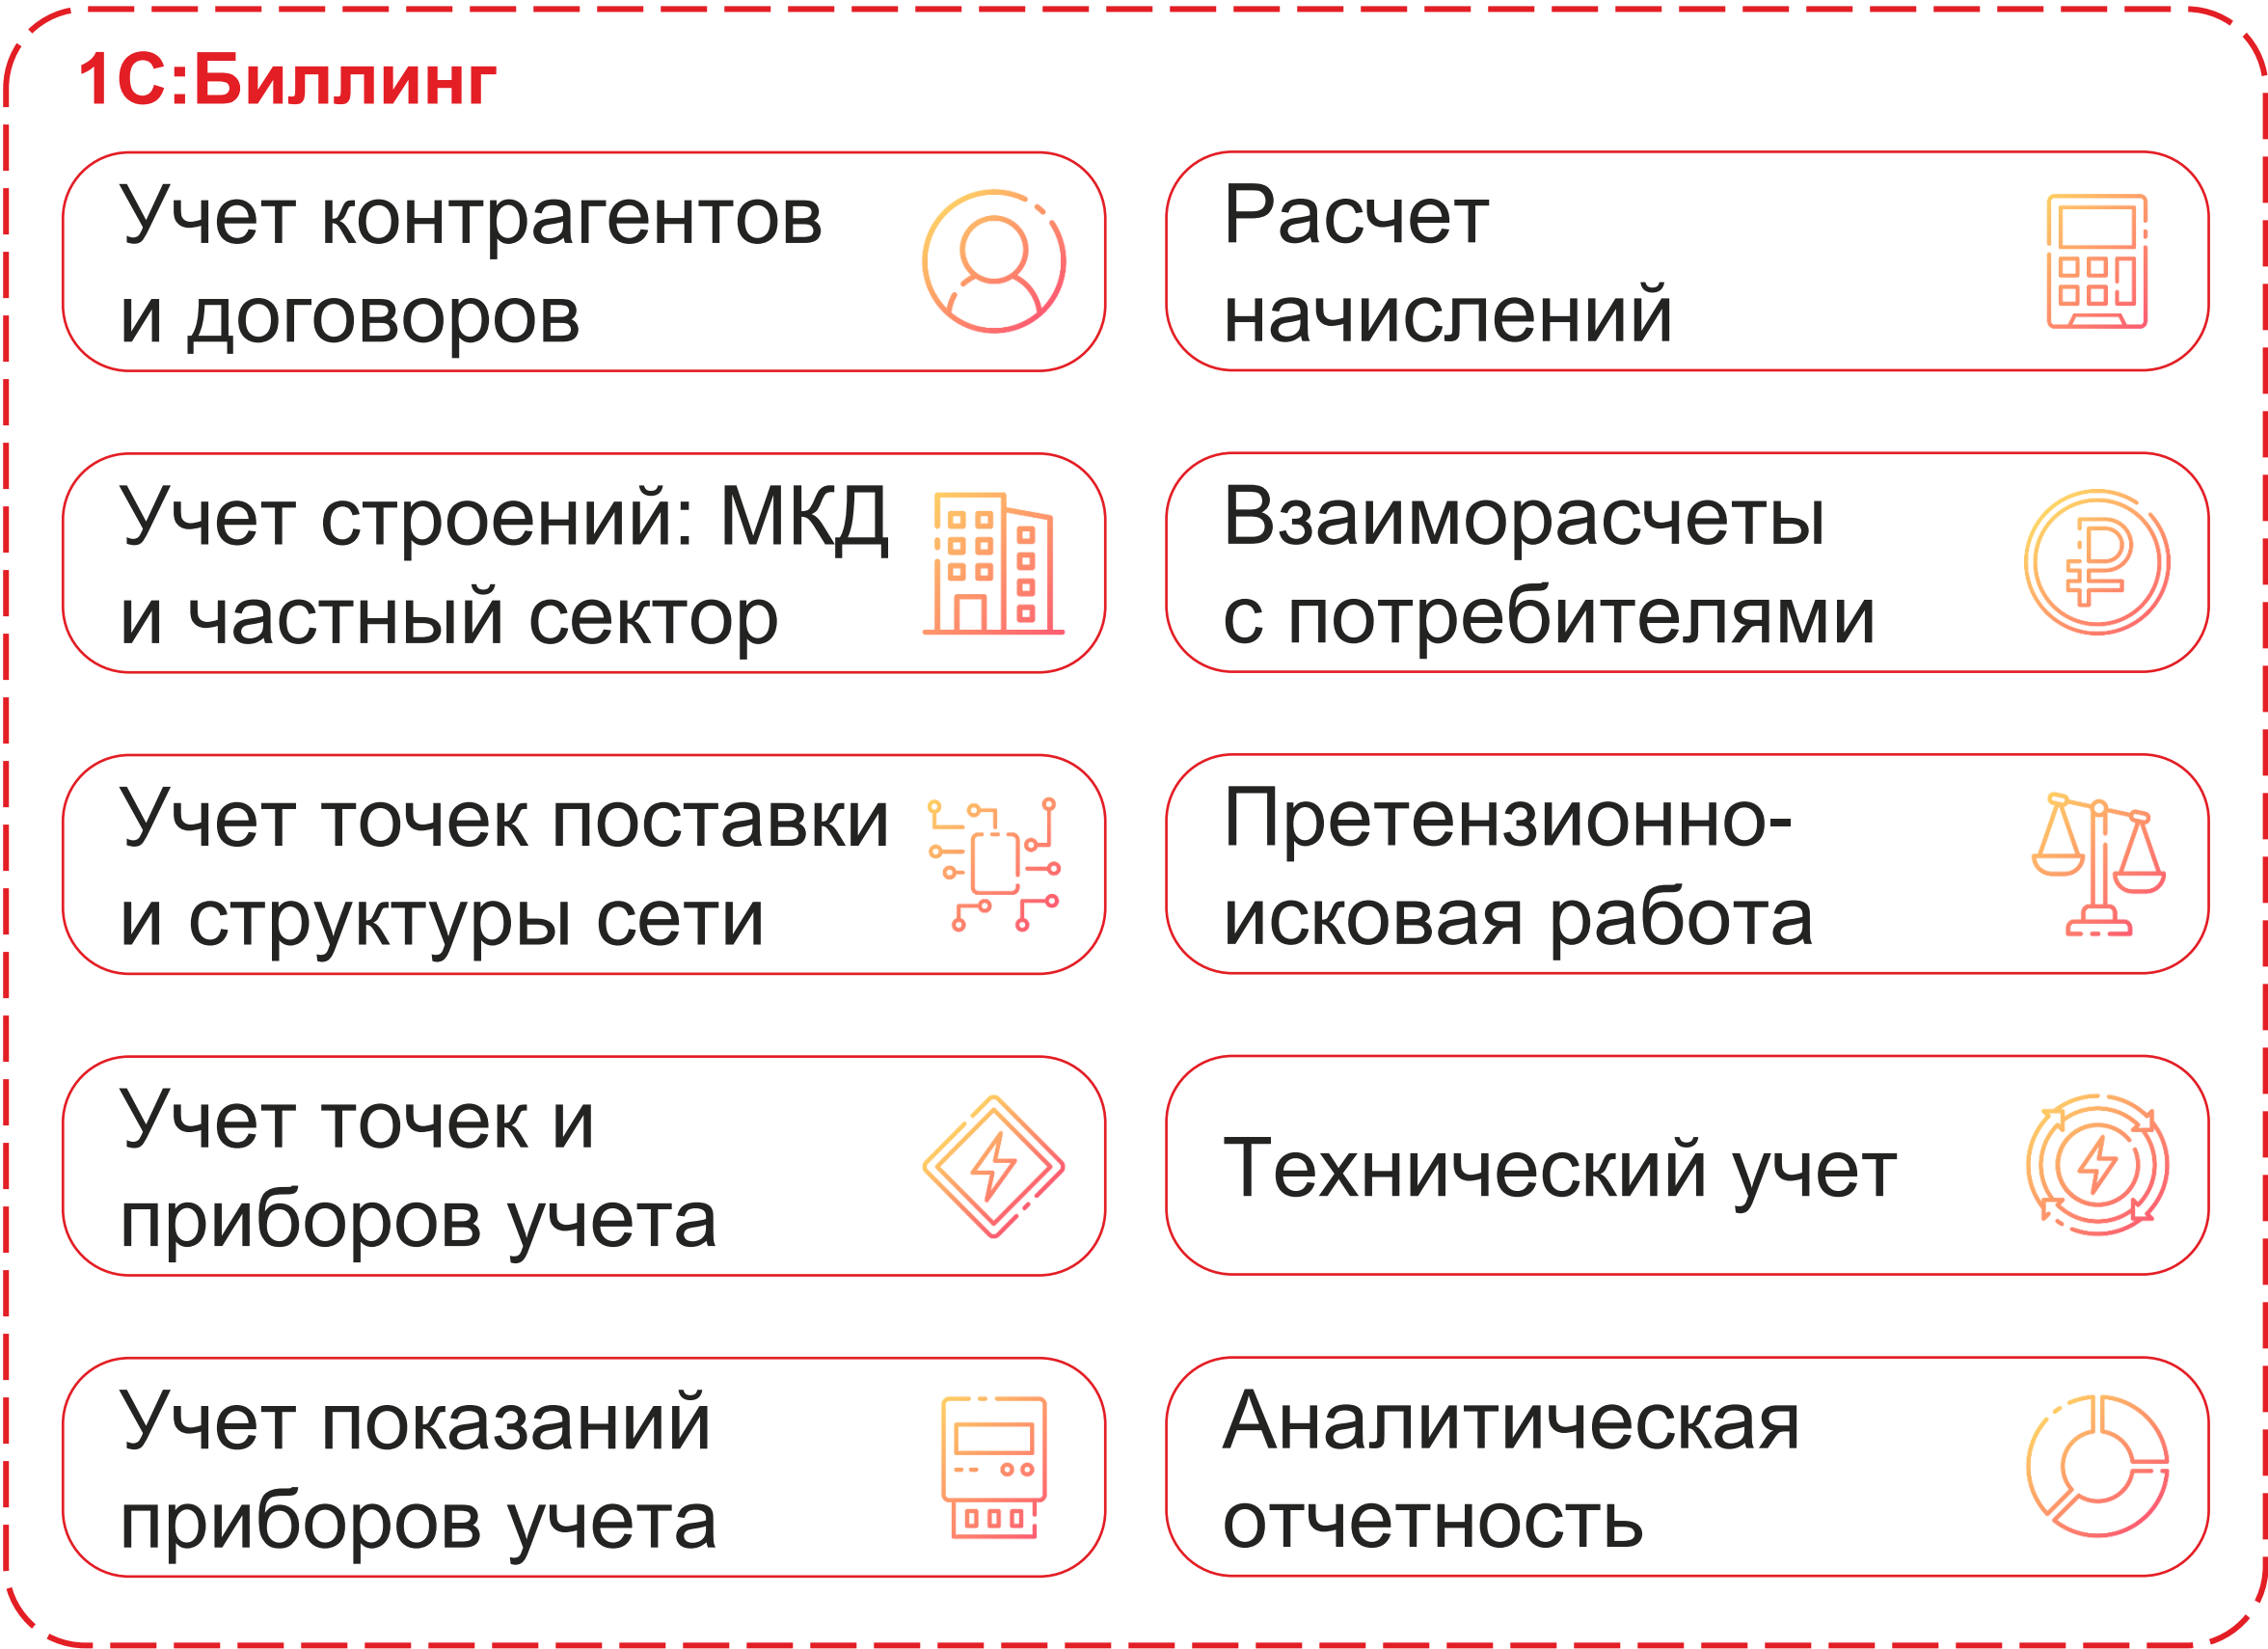 1С:Биллинг
Учет контрагентов
и договоров
Расчет
начислений
Учет строений: МКД
и частный сектор
Взаиморасчеты
с потребителями
Учет точек поставки
и структуры сети
Претензионно-
исковая работа
Учет точек и
приборов учета
Технический учет
Учет показаний
приборов учета
Аналитическая
отчетность